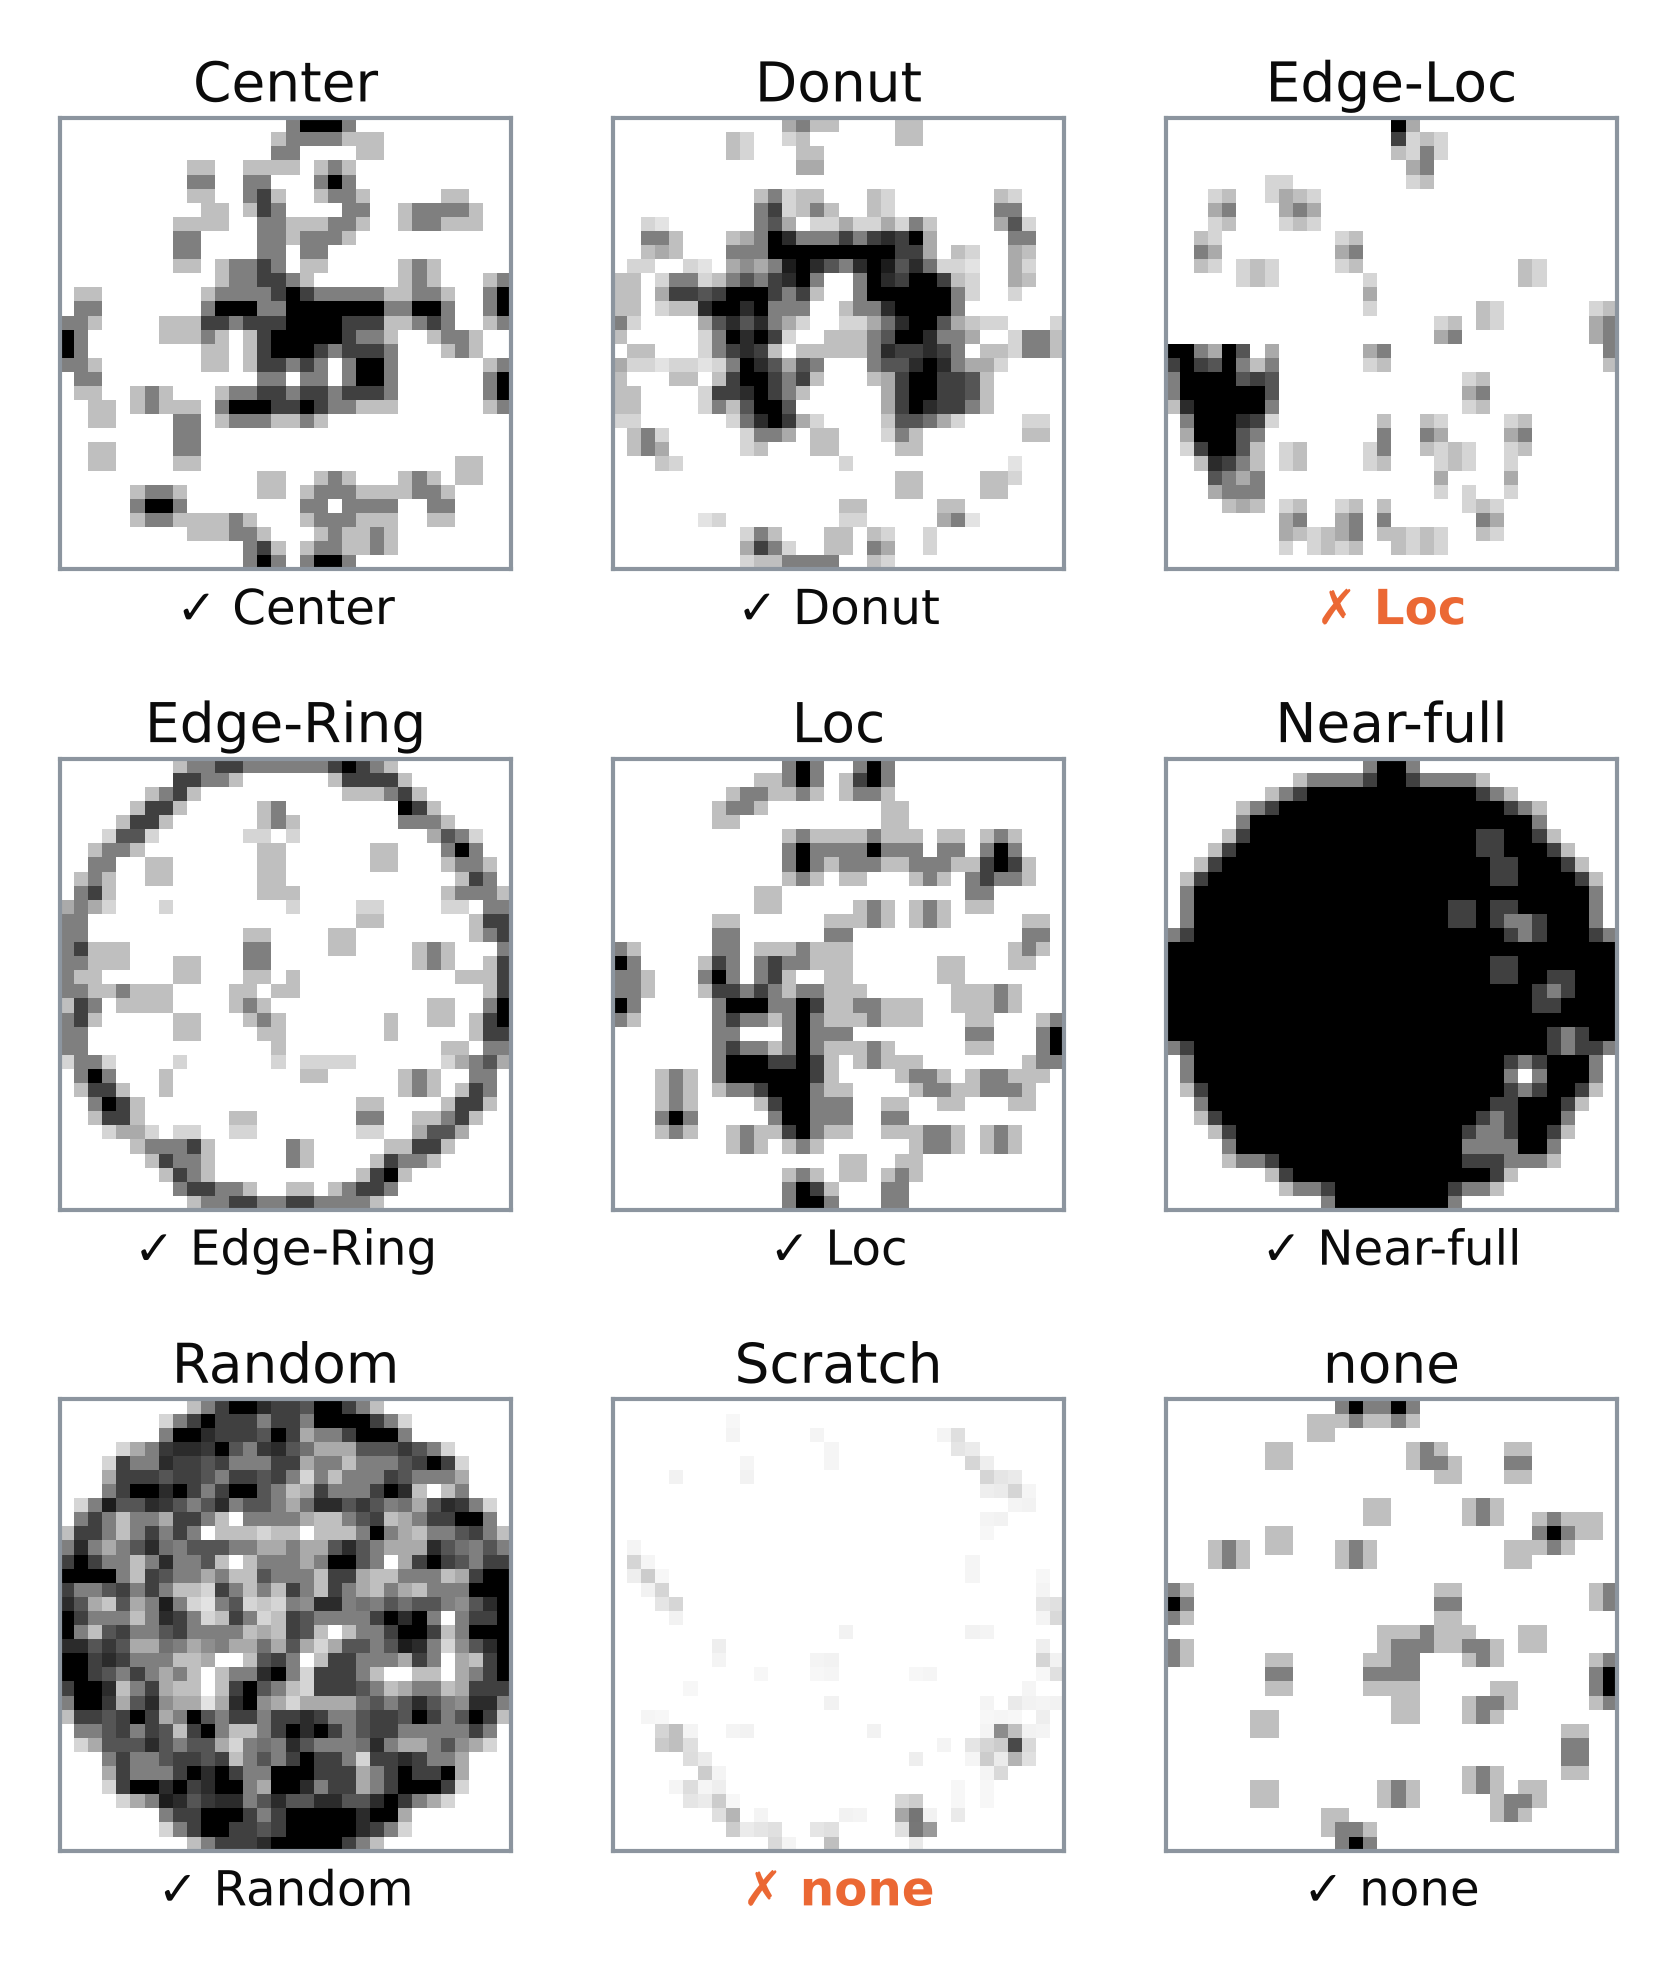 Center Donut Edge-Loc
✓ Center ✓ Donut ✗ Loc
Edge-Ring Loc Near-full
✓ Edge-Ring ✓ Loc ✓ Near-full
Random Scratch none
✓ Random ✗ none ✓ none